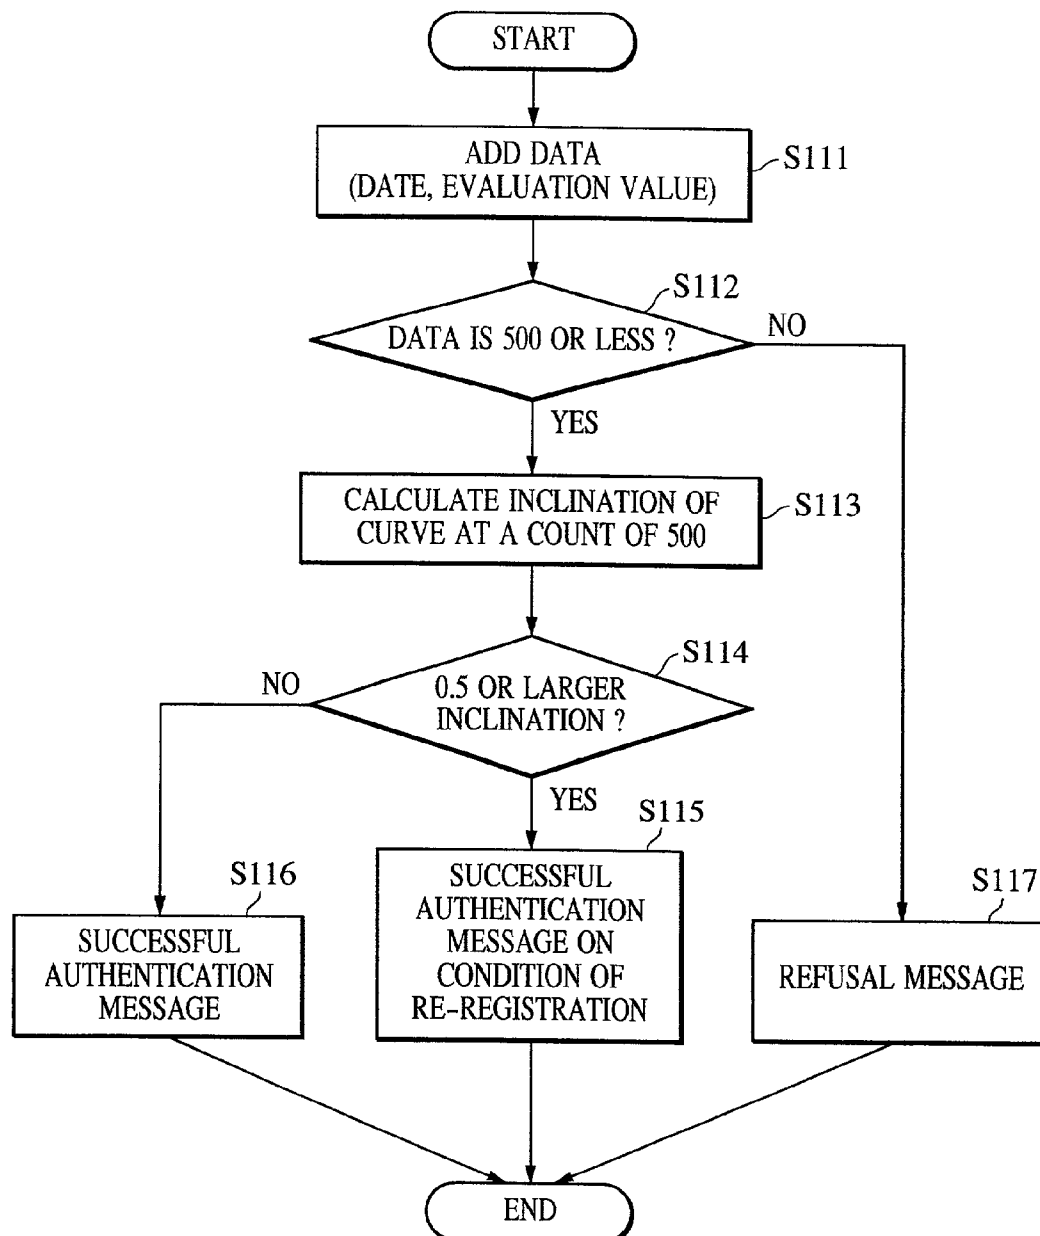 START
ADD DATA
(DATE, EVALUATION VALUE)
S111
S112
DATA IS 500 OR LESS ?
NO
YES
CALCULATE INCLINATION OF
CURVE AT A COUNT OF 500
S113
S114
NO
0.5 OR LARGER
INCLINATION ?
YES
S115
S116
SUCCESSFUL
AUTHENTICATION
MESSAGE
SUCCESSFUL
AUTHENTICATION
MESSAGE ON
CONDITION OF
RE-REGISTRATION
S117
REFUSAL MESSAGE
END